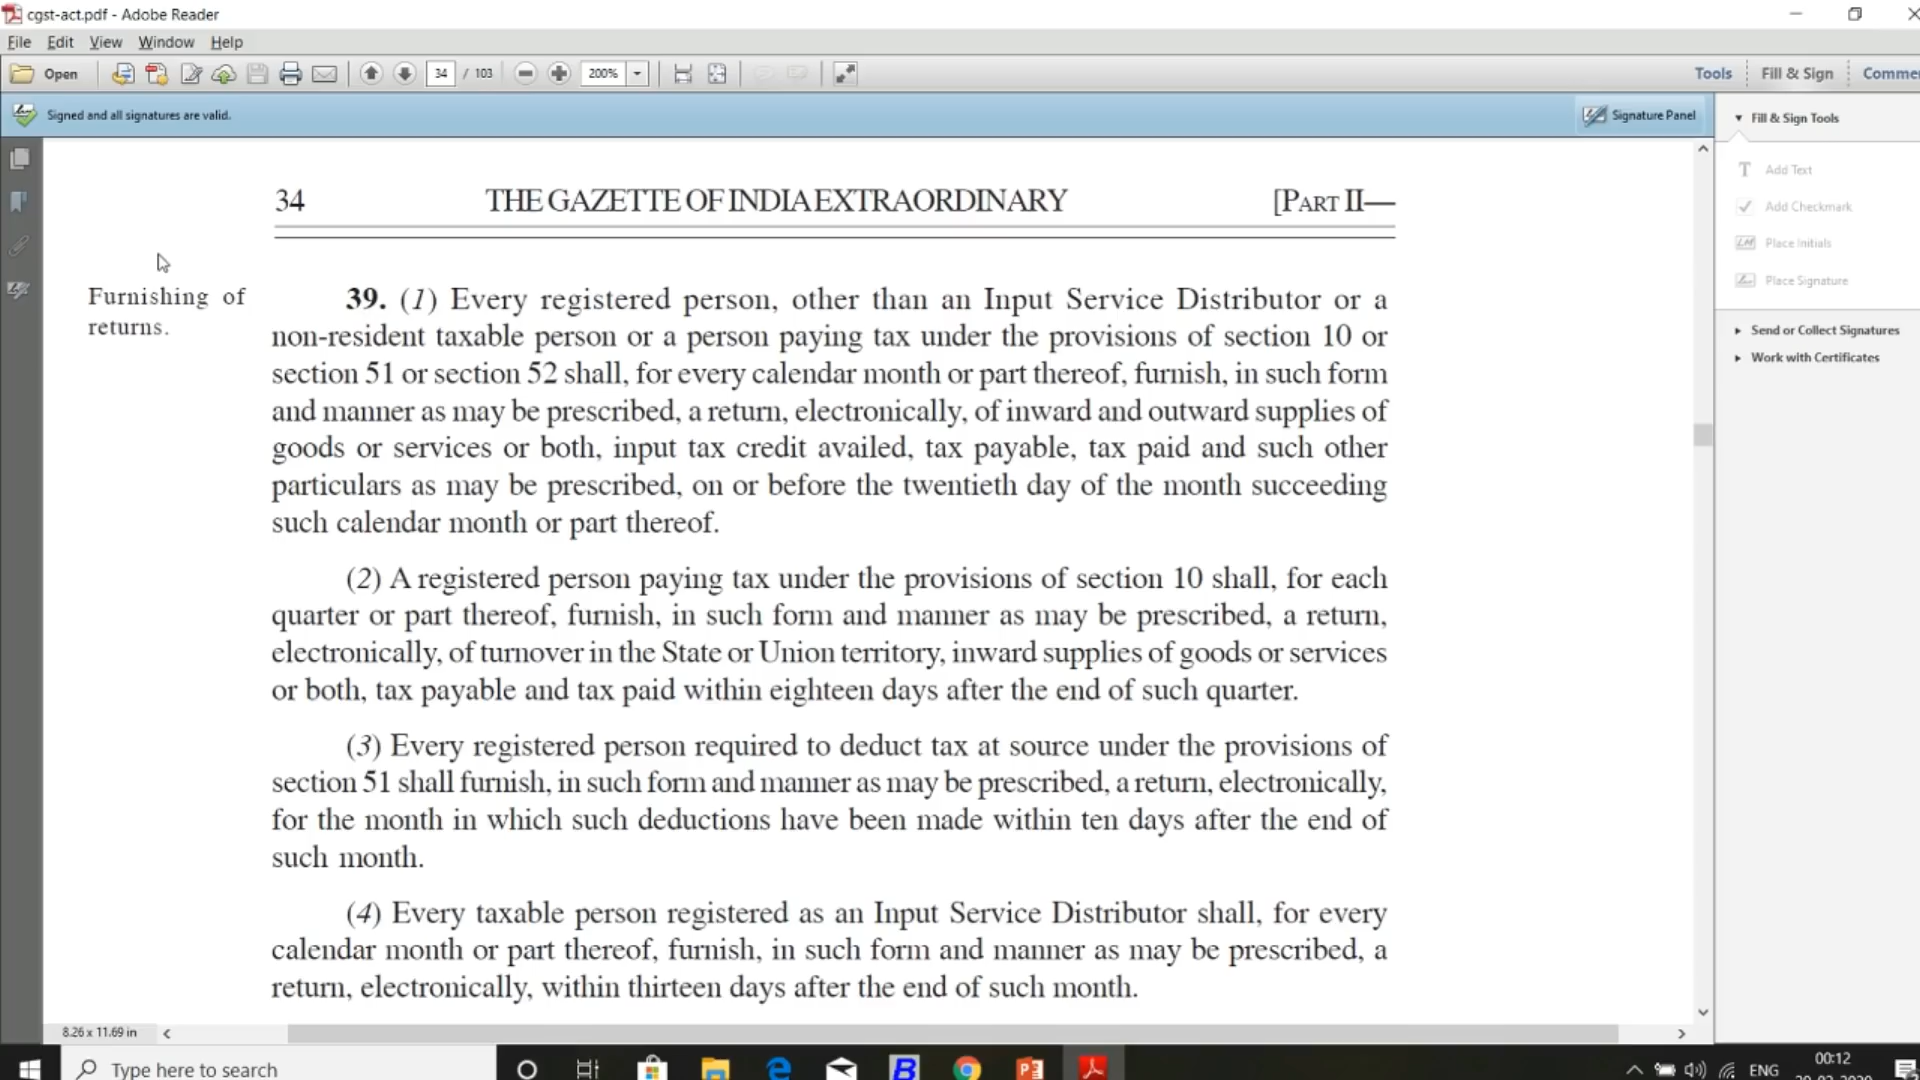 cgst-act.pdf - Adobe Reader
File Edit View Window Help
Open 34 / 103 200% Tools Fill & Sign Comme
Signed and all signatures are valid. Signature Panel
Fill & Sign Tools
Add Text
Add Checkmark
Place Initials
Place Signature
Send or Collect Signatures
Work with Certificates
34 THE GAZETTE OF INDIA EXTRAORDINARY [PART II—
Furnishing of
returns.
39. (1) Every registered person, other than an Input Service Distributor or a
non-resident taxable person or a person paying tax under the provisions of section 10 or
section 51 or section 52 shall, for every calendar month or part thereof, furnish, in such form
and manner as may be prescribed, a return, electronically, of inward and outward supplies of
goods or services or both, input tax credit availed, tax payable, tax paid and such other
particulars as may be prescribed, on or before the twentieth day of the month succeeding
such calendar month or part thereof.
(2) A registered person paying tax under the provisions of section 10 shall, for each
quarter or part thereof, furnish, in such form and manner as may be prescribed, a return,
electronically, of turnover in the State or Union territory, inward supplies of goods or services
or both, tax payable and tax paid within eighteen days after the end of such quarter.
(3) Every registered person required to deduct tax at source under the provisions of
section 51 shall furnish, in such form and manner as may be prescribed, a return, electronically,
for the month in which such deductions have been made within ten days after the end of
such month.
(4) Every taxable person registered as an Input Service Distributor shall, for every
calendar month or part thereof, furnish, in such form and manner as may be prescribed, a
return, electronically, within thirteen days after the end of such month.
8.26 x 11.69 in
Type here to search
ENG 00:12